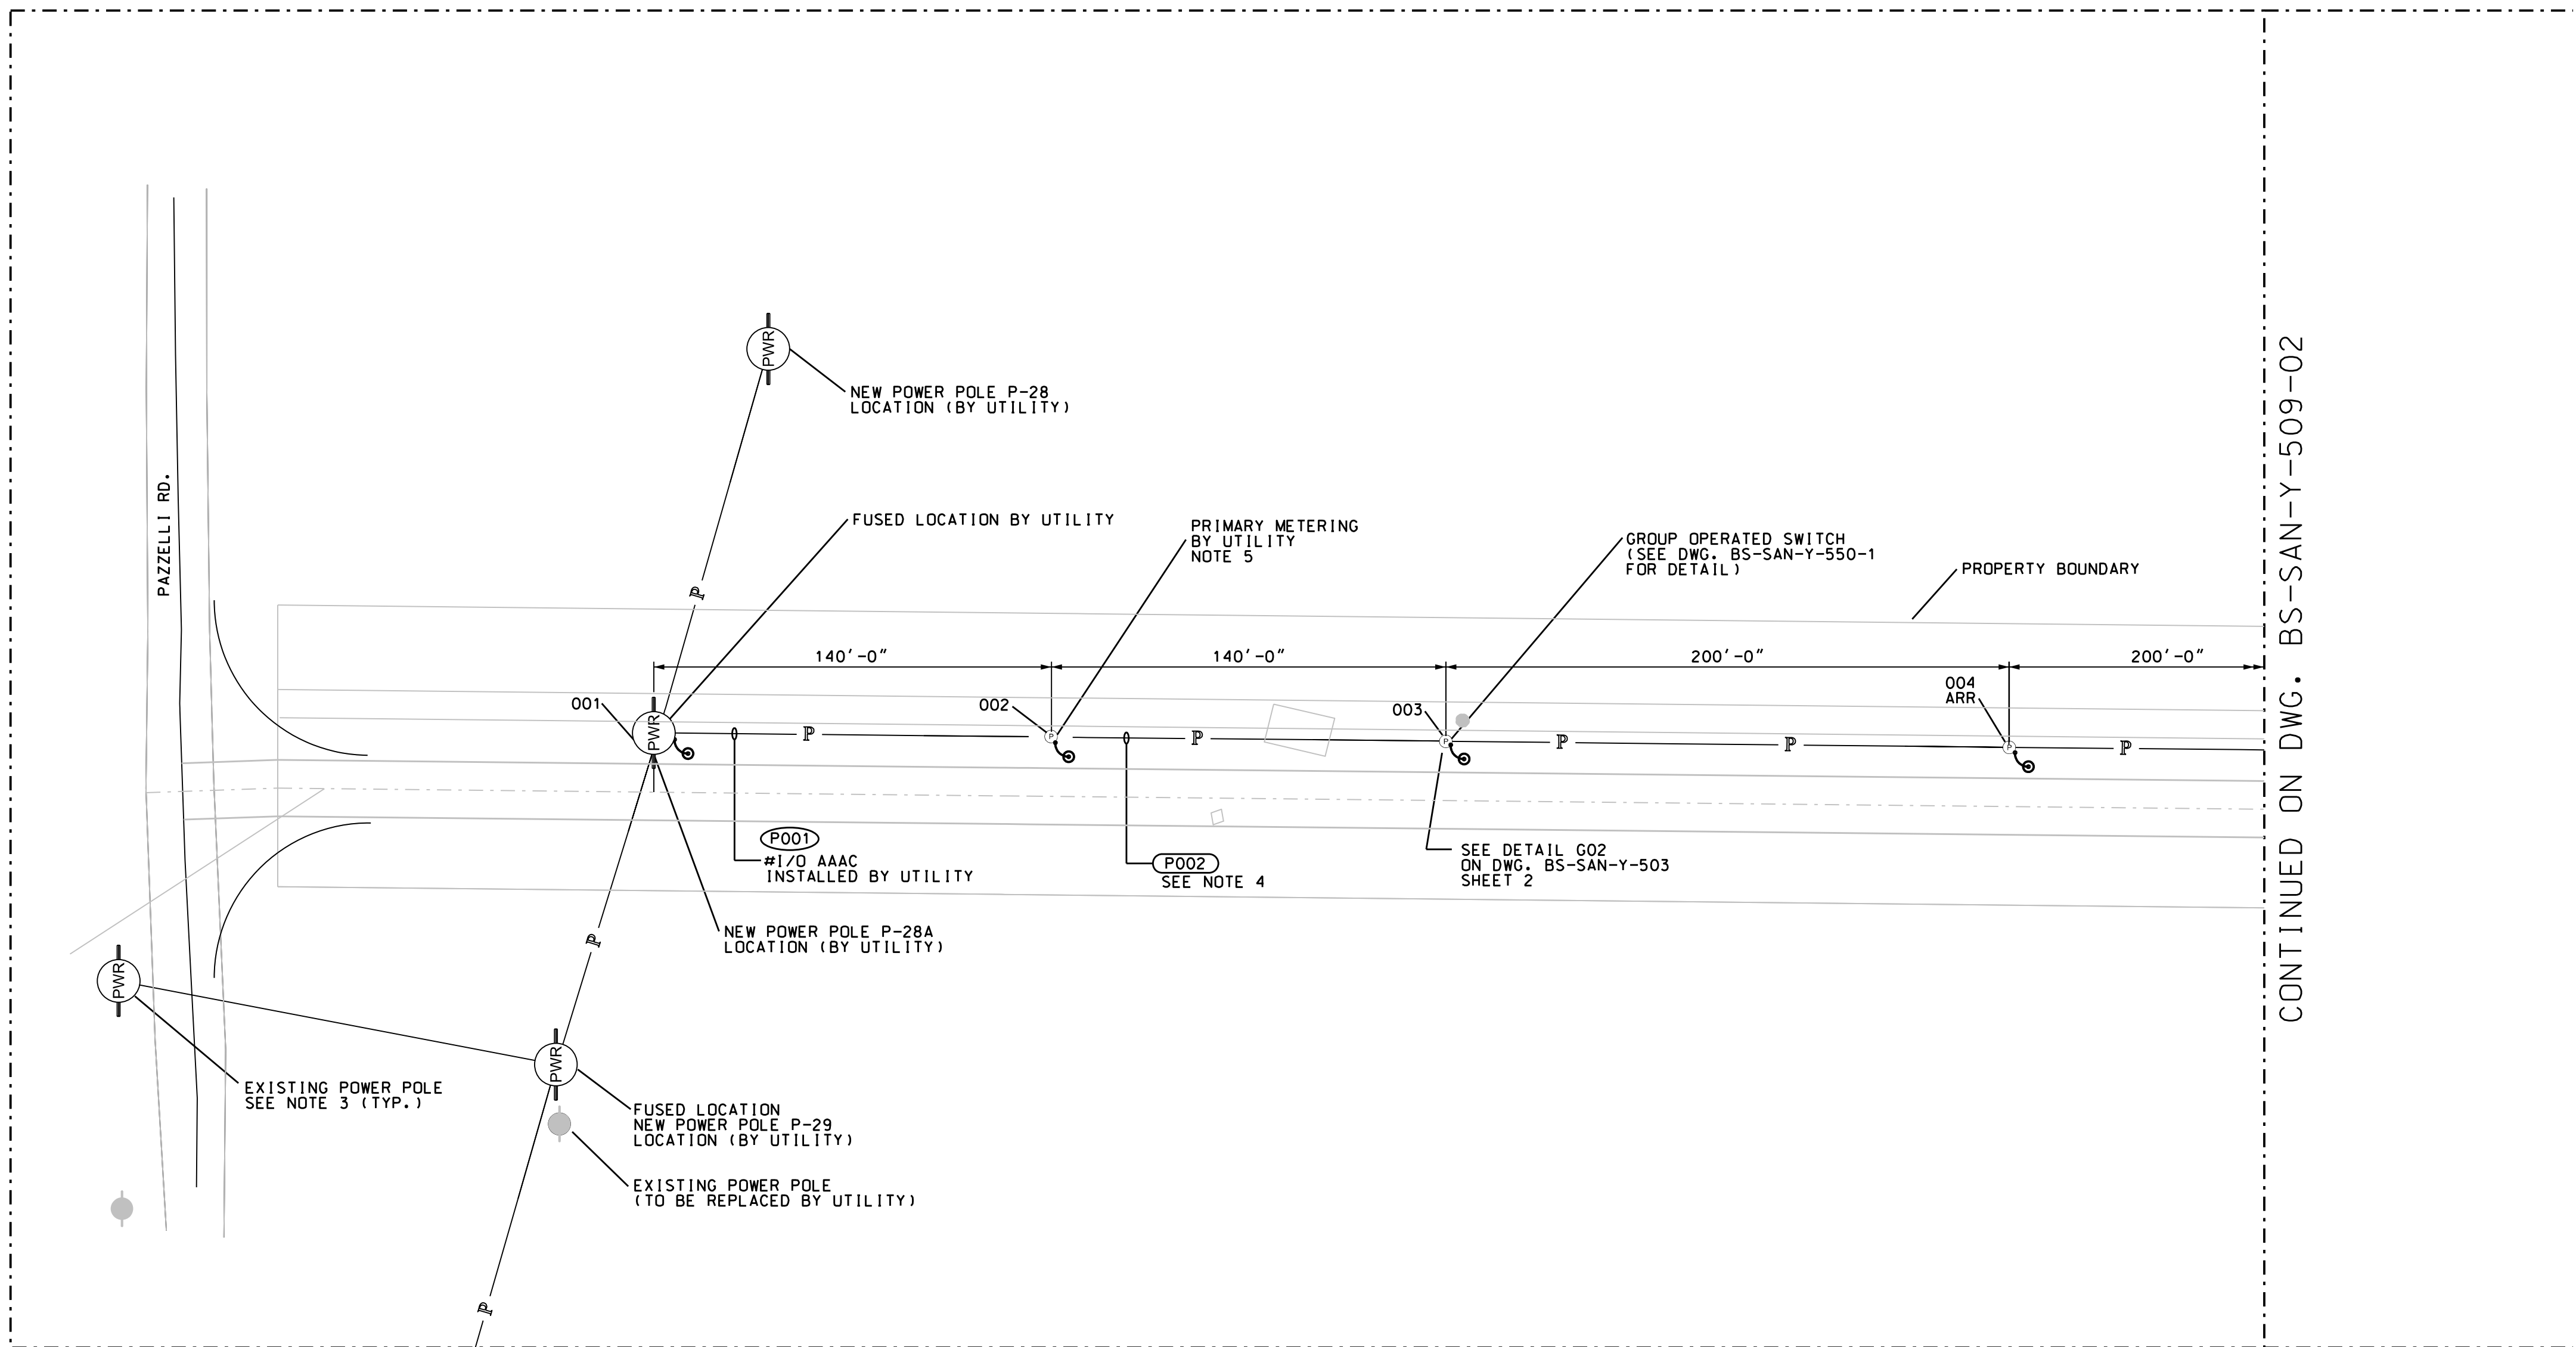 PWR
NEW POWER POLE P-28
LOCATION (BY UTILITY)
PAZZELLI RD.
P
FUSED LOCATION BY UTILITY
PRIMARY METERING
BY UTILITY
NOTE 5
GROUP OPERATED SWITCH
(SEE DWG. BS-SAN-Y-550-1
FOR DETAIL)
PROPERTY BOUNDARY
140'-0"
140'-0"
200'-0"
200'-0"
001
002
003
004
ARR
PWR
P
P
P
P
P
P
P
P
P
P001
#I/0 AAAC
INSTALLED BY UTILITY
P002
SEE NOTE 4
SEE DETAIL G02
ON DWG. BS-SAN-Y-503
SHEET 2
NEW POWER POLE P-28A
LOCATION (BY UTILITY)
P
PWR
EXISTING POWER POLE
SEE NOTE 3 (TYP.)
PWR
FUSED LOCATION
NEW POWER POLE P-29
LOCATION (BY UTILITY)
EXISTING POWER POLE
(TO BE REPLACED BY UTILITY)
P
CONTINUED ON DWG. BS-SAN-Y-509-02